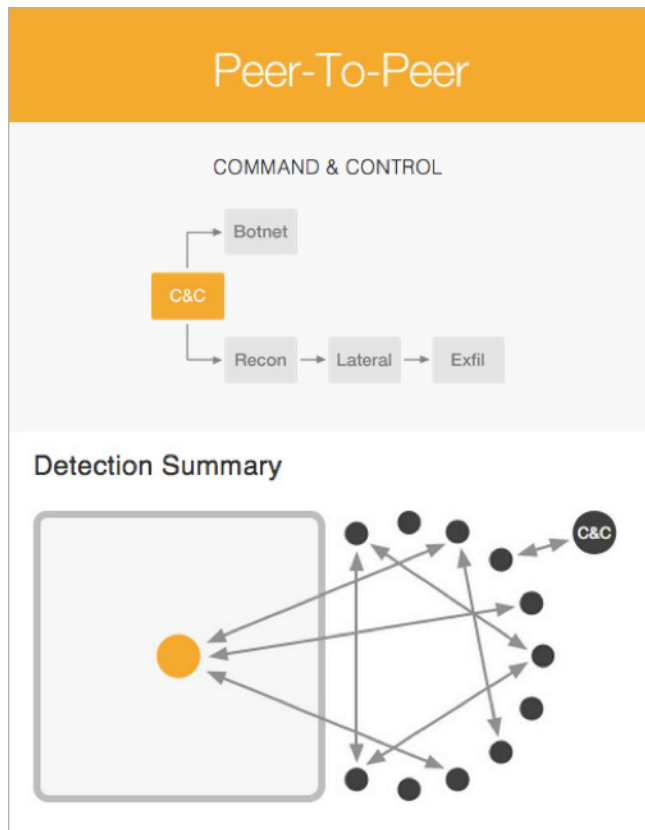 Peer-To-Peer
COMMAND & CONTROL
Botnet
C&C
Recon
Lateral
Exfil
Detection Summary
C&C